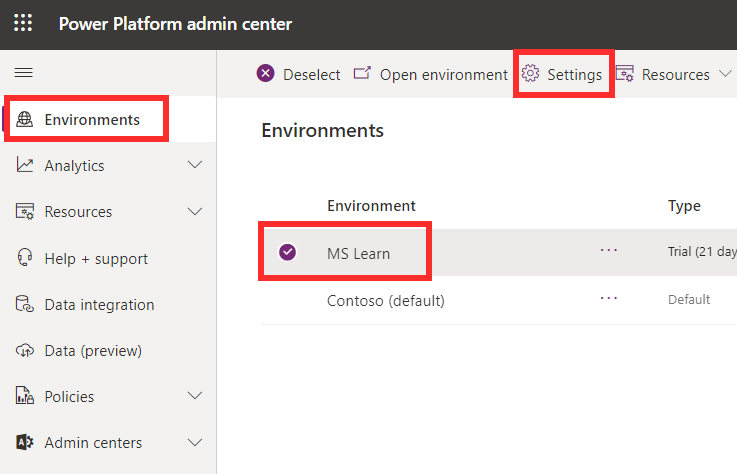 Power Platform admin center
Deselect Open environment Settings Resources
Environments
Analytics
Resources
Help + support
Data integration
Data (preview)
Policies
Admin centers
Environments
Environment Type
MS Learn ··· Trial (21 day
Contoso (default) ··· Default